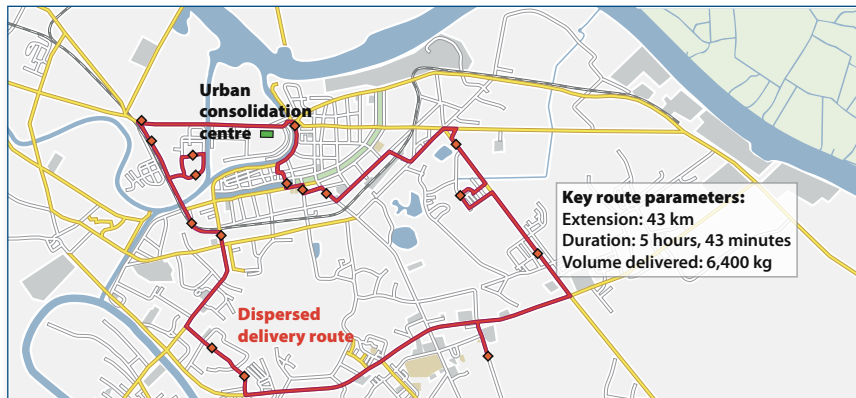 Urban
consolidation
centre
Key route parameters:
Extension: 43 km
Duration: 5 hours, 43 minutes
Volume delivered: 6,400 kg
Dispersed
delivery route